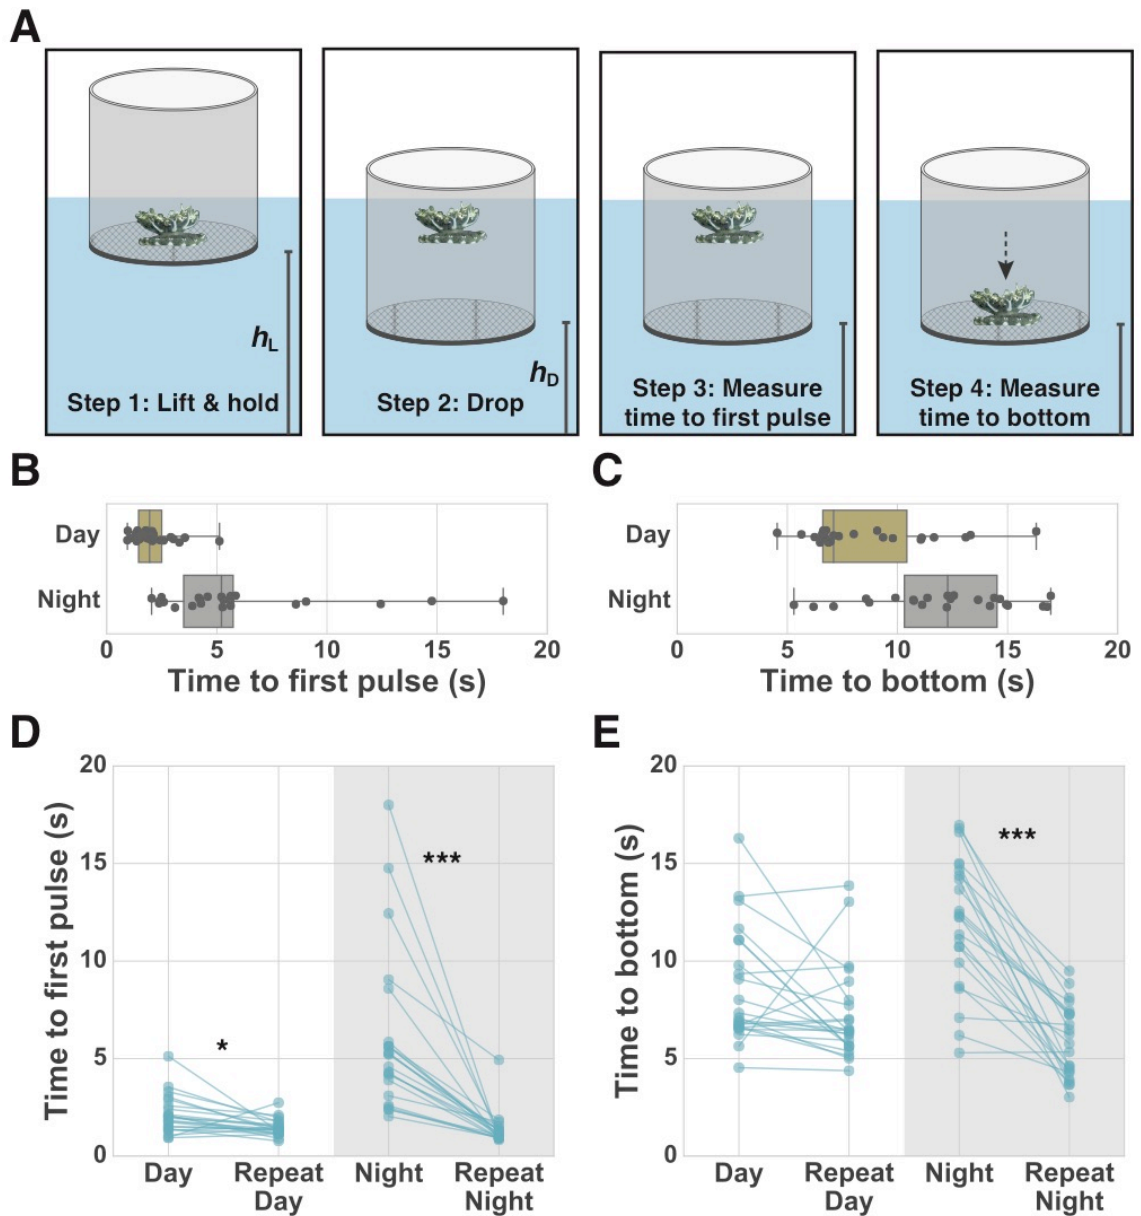 A
hL
Step 1: Lift & hold
hD
Step 2: Drop
Step 3: Measure
time to first pulse
Step 4: Measure
time to bottom
B
Day
Night
0 5 10 15 20
Time to first pulse (s)
C
Day
Night
0 5 10 15 20
Time to bottom (s)
D
Time to first pulse (s)
20
15
10
5
0
*
***
Day Repeat Night Repeat
Day Night
E
Time to bottom (s)
20
15
10
5
0
***
Day Repeat Night Repeat
Day Night